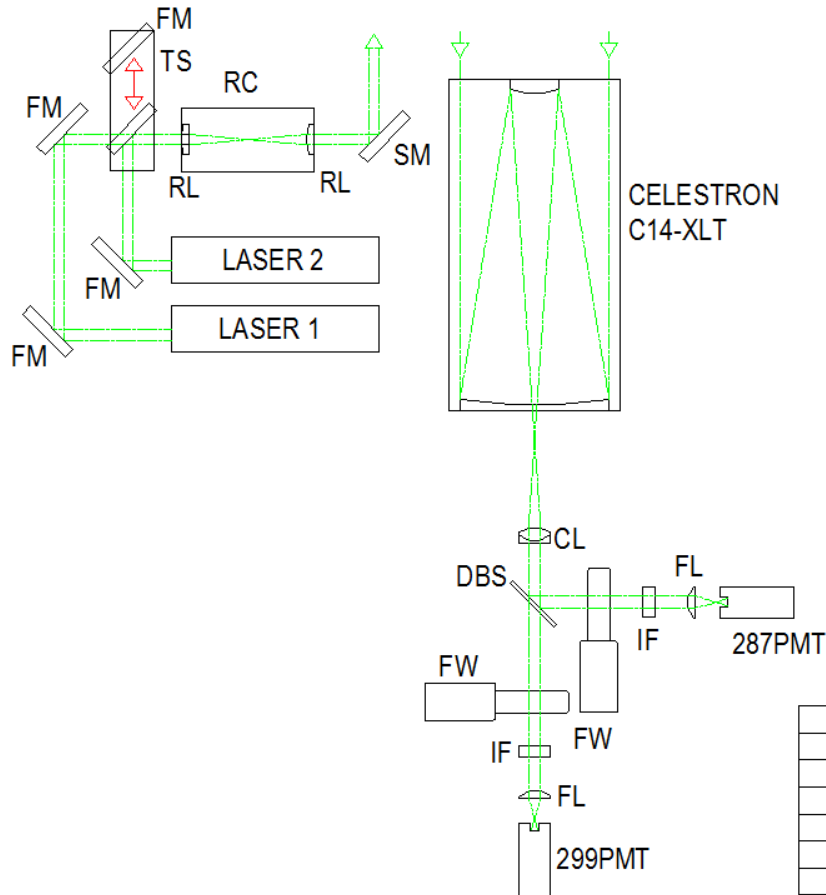 FM
TS
RC
FM
SM
RL
RL
CELESTRON
C14-XLT
LASER 2
FM
LASER 1
FM
CL
DBS
FL
IF
287PMT
FW
FW
IF
FL
299PMT